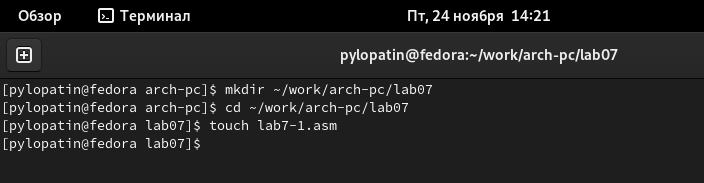 Обзор Терминал Пт, 24 ноября 14:21
pylopatin@fedora:~/work/arch-pc/lab07
[pylopatin@fedora arch-pc]$ mkdir ~/work/arch-pc/lab07
[pylopatin@fedora arch-pc]$ cd ~/work/arch-pc/lab07
[pylopatin@fedora lab07]$ touch lab7-1.asm
[pylopatin@fedora lab07]$